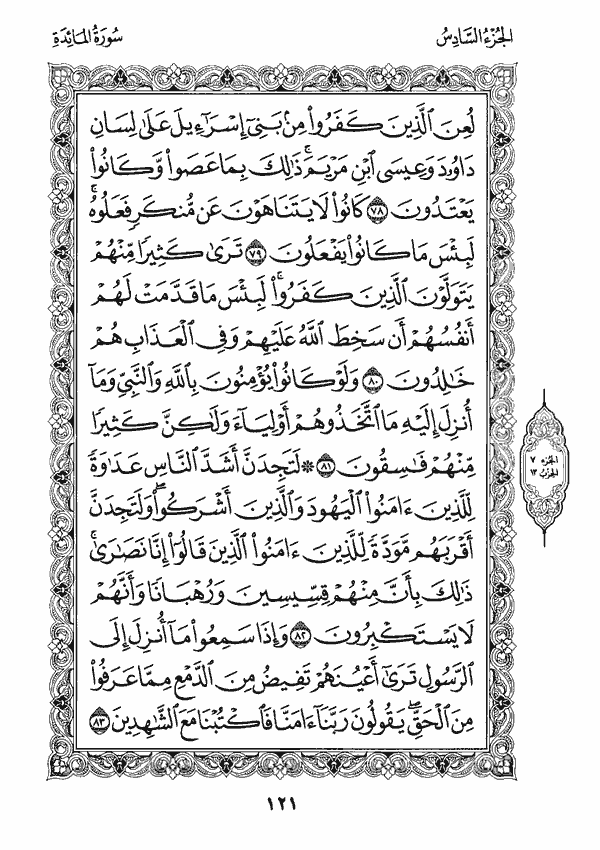 الجُزْءُ السَّادِسُ
سُورَةُ المَائِدَةِ
لُعِنَ ٱلَّذِينَ كَفَرُوا۟ مِنۢ بَنِىٓ إِسْرَٰٓءِيلَ عَلَىٰ لِسَانِ
دَاوُۥدَ وَعِيسَى ٱبْنِ مَرْيَمَ ۚ ذَٰلِكَ بِمَا عَصَوا۟ وَّكَانُوا۟
يَعْتَدُونَ ٧٨ كَانُوا۟ لَا يَتَنَاهَوْنَ عَن مُّنكَرٍ فَعَلُوهُ ۚ
لَبِئْسَ مَا كَانُوا۟ يَفْعَلُونَ ٧٩ تَرَىٰ كَثِيرًا مِّنْهُمْ
يَتَوَلَّوْنَ ٱلَّذِينَ كَفَرُوا۟ ۚ لَبِئْسَ مَا قَدَّمَتْ لَهُمْ
أَنفُسُهُمْ أَن سَخِطَ ٱللَّهُ عَلَيْهِمْ وَفِى ٱلْعَذَابِ هُمْ
خَٰلِدُونَ ٨٠ وَلَوْ كَانُوا۟ يُؤْمِنُونَ بِٱللَّهِ وَٱلنَّبِىِّ وَمَآ
أُنزِلَ إِلَيْهِ مَا ٱتَّخَذُوهُمْ أَوْلِيَآءَ وَلَٰكِنَّ كَثِيرًا
مِّنْهُمْ فَٰسِقُونَ ٨١ ۞ لَتَجِدَنَّ أَشَدَّ ٱلنَّاسِ عَدَٰوَةً
لِّلَّذِينَ ءَامَنُوا۟ ٱلْيَهُودَ وَٱلَّذِينَ أَشْرَكُوا۟ ۖ وَلَتَجِدَنَّ
أَقْرَبَهُم مَّوَدَّةً لِّلَّذِينَ ءَامَنُوا۟ ٱلَّذِينَ قَالُوٓا۟ إِنَّا نَصَٰرَىٰ ۚ
ذَٰلِكَ بِأَنَّ مِنْهُمْ قِسِّيسِينَ وَرُهْبَانًا وَأَنَّهُمْ
لَا يَسْتَكْبِرُونَ ٨٢ وَإِذَا سَمِعُوا۟ مَآ أُنزِلَ إِلَى
ٱلرَّسُولِ تَرَىٰٓ أَعْيُنَهُمْ تَفِيضُ مِنَ ٱلدَّمْعِ مِمَّا عَرَفُوا۟
مِنَ ٱلْحَقِّ ۖ يَقُولُونَ رَبَّنَآ ءَامَنَّا فَٱكْتُبْنَا مَعَ ٱلشَّٰهِدِينَ ٨٣
الجزء ٧
الحزب ١٣
١٢١